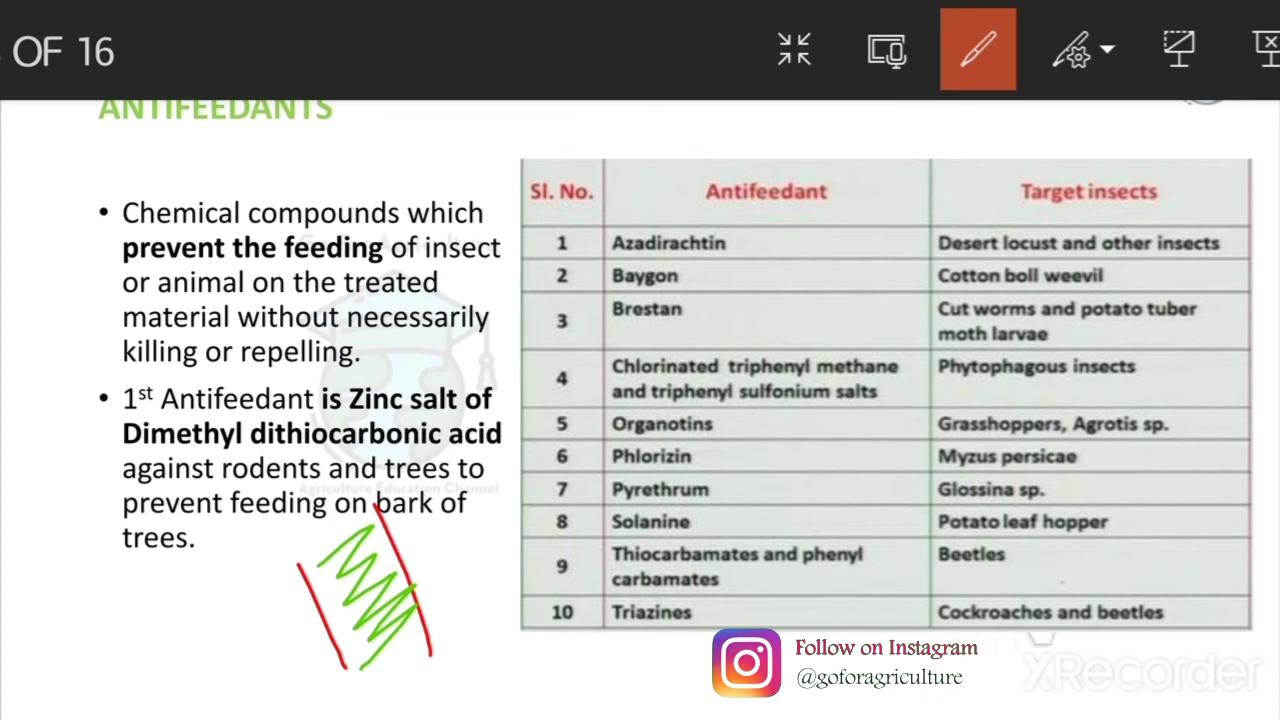 OF 16
ANTIFEEDANTS
• Chemical compounds which
prevent the feeding of insect
or animal on the treated
material without necessarily
killing or repelling.
• 1st Antifeedant is Zinc salt of
Dimethyl dithiocarbonic acid
against rodents and trees to
prevent feeding on bark of
trees.
Agriculture Education Channel
Sl. No. Antifeedant Target insects
1 Azadirachtin Desert locust and other insects
2 Baygon Cotton boll weevil
3 Brestan Cut worms and potato tuber
moth larvae
4 Chlorinated triphenyl methane Phytophagous insects
and triphenyl sulfonium salts
5 Organotins Grasshoppers, Agrotis sp.
6 Phlorizin Myzus persicae
7 Pyrethrum Glossina sp.
8 Solanine Potato leaf hopper
9 Thiocarbamates and phenyl Beetles
carbamates
10 Triazines Cockroaches and beetles
Follow on Instagram
@goforagriculture
XRecorder